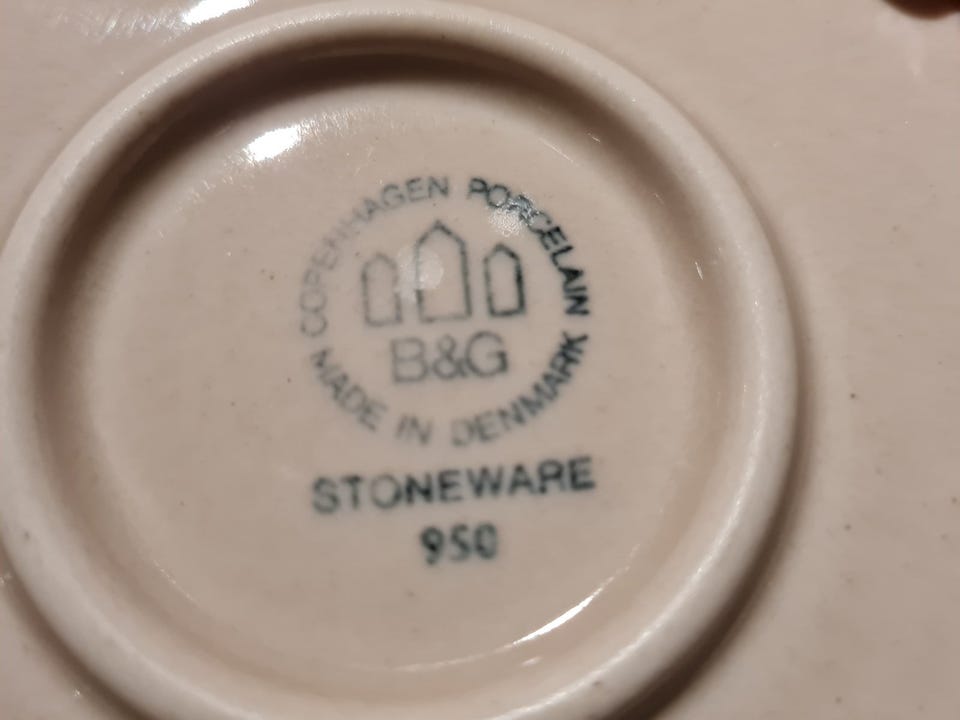 COPENHAGEN PORCELAIN
B&G
MADE IN DENMARK
STONEWARE
950